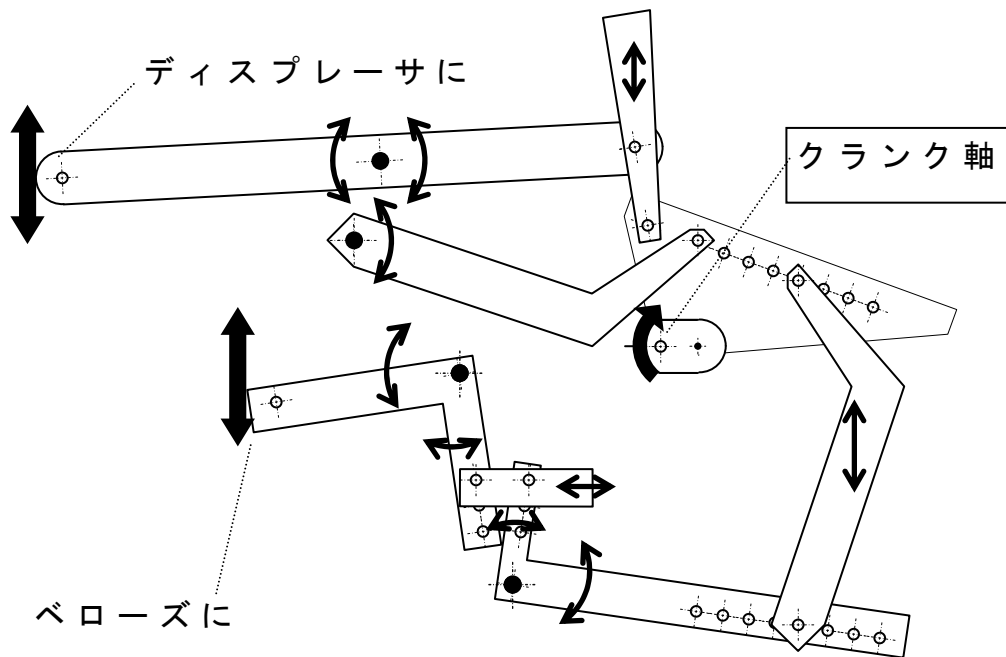 ディスプレーサに
クランク軸
ベローズに